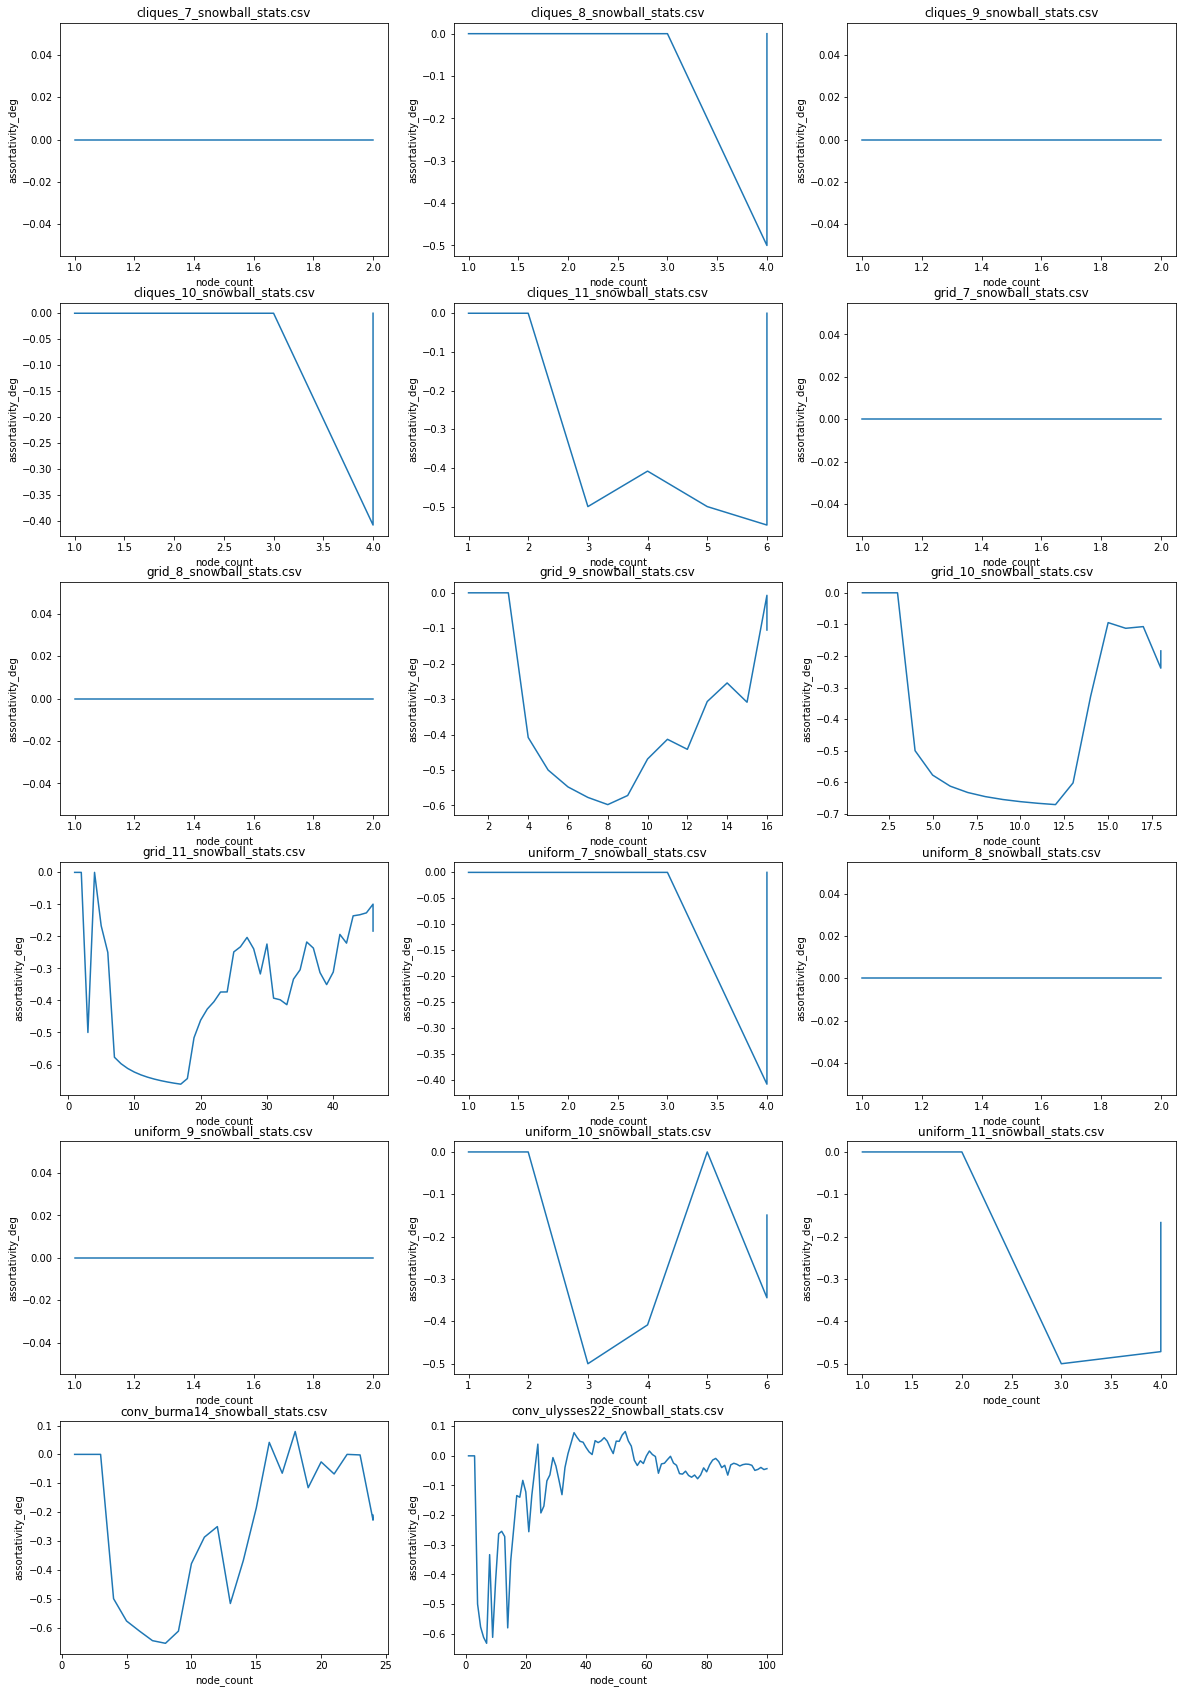 cliques_7_snowball_stats.csv
0.04
0.02
0.00
−0.02
−0.04
assortativity_deg
1.0 1.2 1.4 1.6 1.8 2.0
node_count
cliques_8_snowball_stats.csv
0.0
−0.1
−0.2
−0.3
−0.4
−0.5
assortativity_deg
1.0 1.5 2.0 2.5 3.0 3.5 4.0
node_count
cliques_9_snowball_stats.csv
0.04
0.02
0.00
−0.02
−0.04
assortativity_deg
1.0 1.2 1.4 1.6 1.8 2.0
node_count
cliques_10_snowball_stats.csv
0.00
−0.05
−0.10
−0.15
−0.20
−0.25
−0.30
−0.35
−0.40
assortativity_deg
1.0 1.5 2.0 2.5 3.0 3.5 4.0
node_count
cliques_11_snowball_stats.csv
0.0
−0.1
−0.2
−0.3
−0.4
−0.5
assortativity_deg
1 2 3 4 5 6
node_count
grid_7_snowball_stats.csv
0.04
0.02
0.00
−0.02
−0.04
assortativity_deg
1.0 1.2 1.4 1.6 1.8 2.0
node_count
grid_8_snowball_stats.csv
0.04
0.02
0.00
−0.02
−0.04
assortativity_deg
1.0 1.2 1.4 1.6 1.8 2.0
node_count
grid_9_snowball_stats.csv
0.0
−0.1
−0.2
−0.3
−0.4
−0.5
−0.6
assortativity_deg
2 4 6 8 10 12 14 16
node_count
grid_10_snowball_stats.csv
0.0
−0.1
−0.2
−0.3
−0.4
−0.5
−0.6
−0.7
assortativity_deg
2.5 5.0 7.5 10.0 12.5 15.0 17.5
node_count
grid_11_snowball_stats.csv
0.0
−0.1
−0.2
−0.3
−0.4
−0.5
−0.6
assortativity_deg
0 10 20 30 40
node_count
uniform_7_snowball_stats.csv
0.00
−0.05
−0.10
−0.15
−0.20
−0.25
−0.30
−0.35
−0.40
assortativity_deg
1.0 1.5 2.0 2.5 3.0 3.5 4.0
node_count
uniform_8_snowball_stats.csv
0.04
0.02
0.00
−0.02
−0.04
assortativity_deg
1.0 1.2 1.4 1.6 1.8 2.0
node_count
uniform_9_snowball_stats.csv
0.04
0.02
0.00
−0.02
−0.04
assortativity_deg
1.0 1.2 1.4 1.6 1.8 2.0
node_count
uniform_10_snowball_stats.csv
0.0
−0.1
−0.2
−0.3
−0.4
−0.5
assortativity_deg
1 2 3 4 5 6
node_count
uniform_11_snowball_stats.csv
0.0
−0.1
−0.2
−0.3
−0.4
−0.5
assortativity_deg
1.0 1.5 2.0 2.5 3.0 3.5 4.0
node_count
conv_burma14_snowball_stats.csv
0.1
0.0
−0.1
−0.2
−0.3
−0.4
−0.5
−0.6
assortativity_deg
0 5 10 15 20 25
node_count
conv_ulysses22_snowball_stats.csv
0.1
0.0
−0.1
−0.2
−0.3
−0.4
−0.5
−0.6
assortativity_deg
0 20 40 60 80 100
node_count